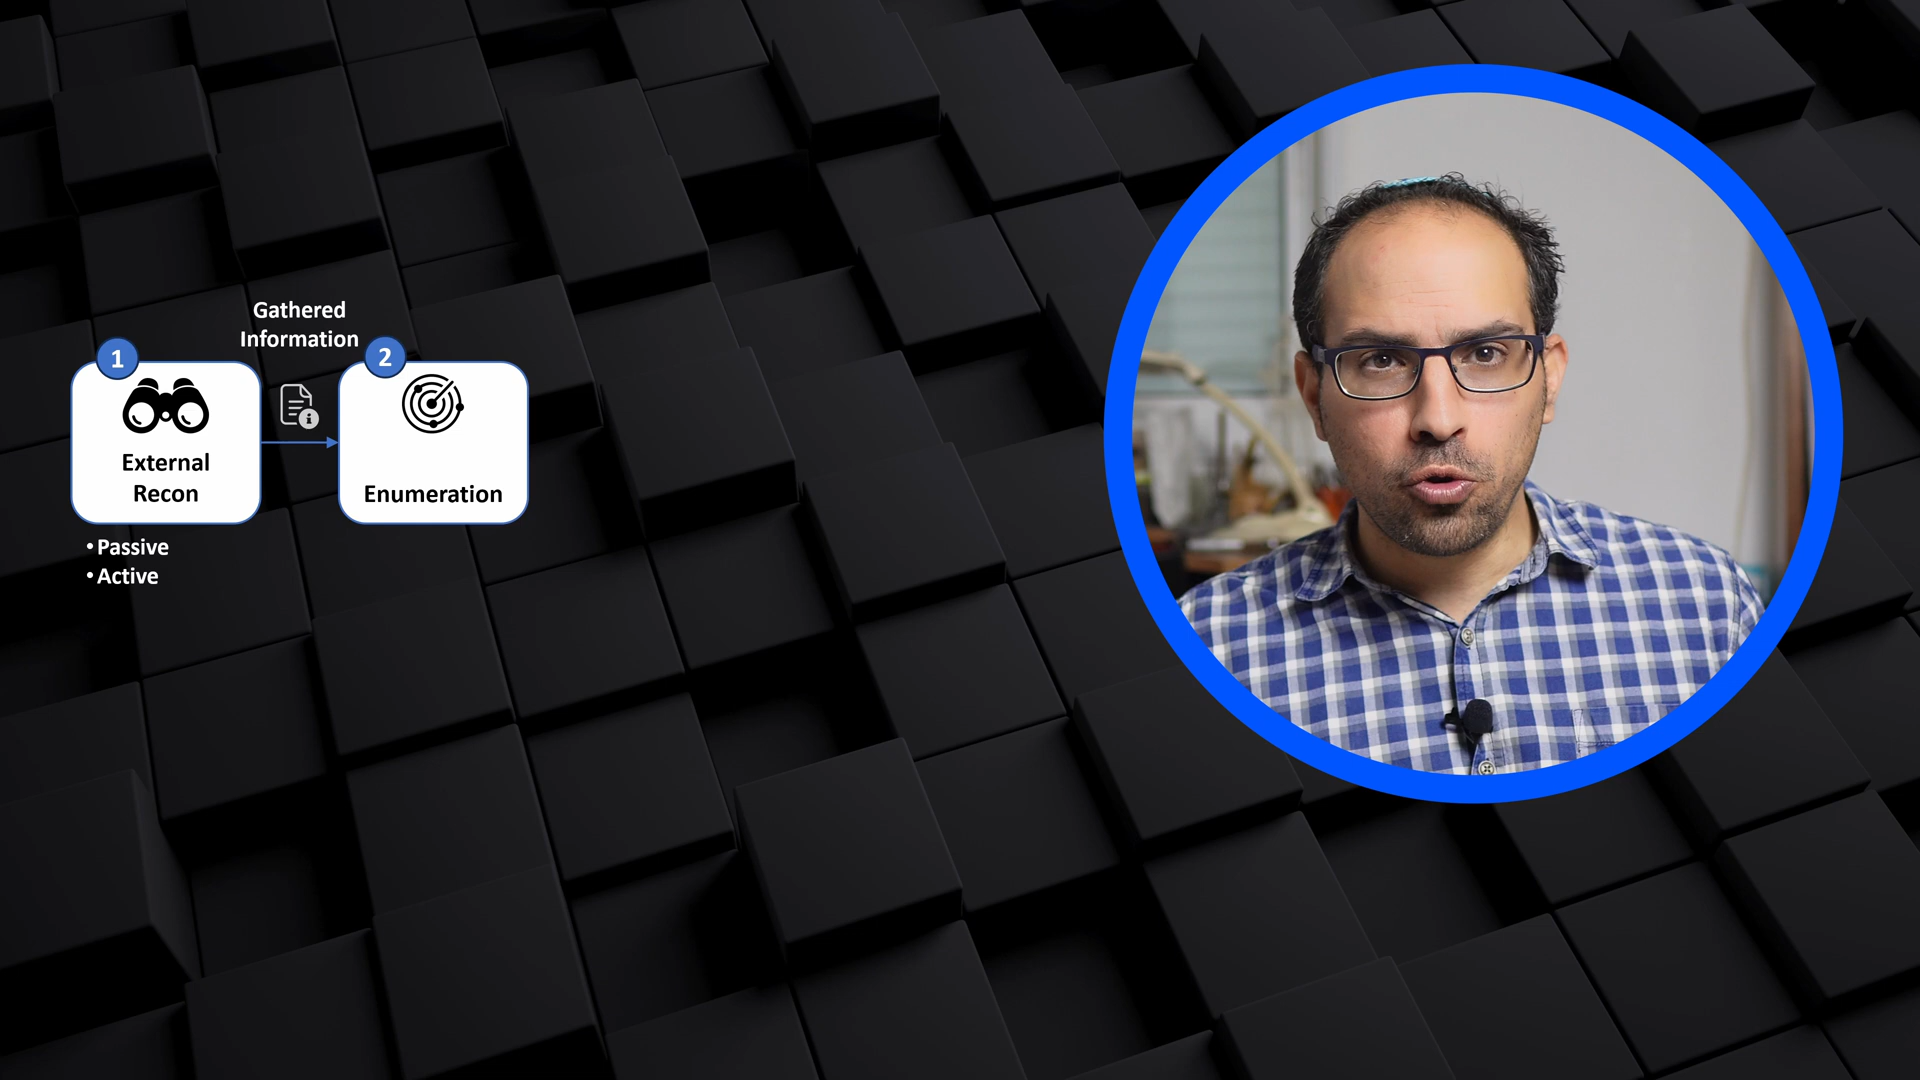 Gathered
Information
1
2
External
Recon
Enumeration
• Passive
• Active